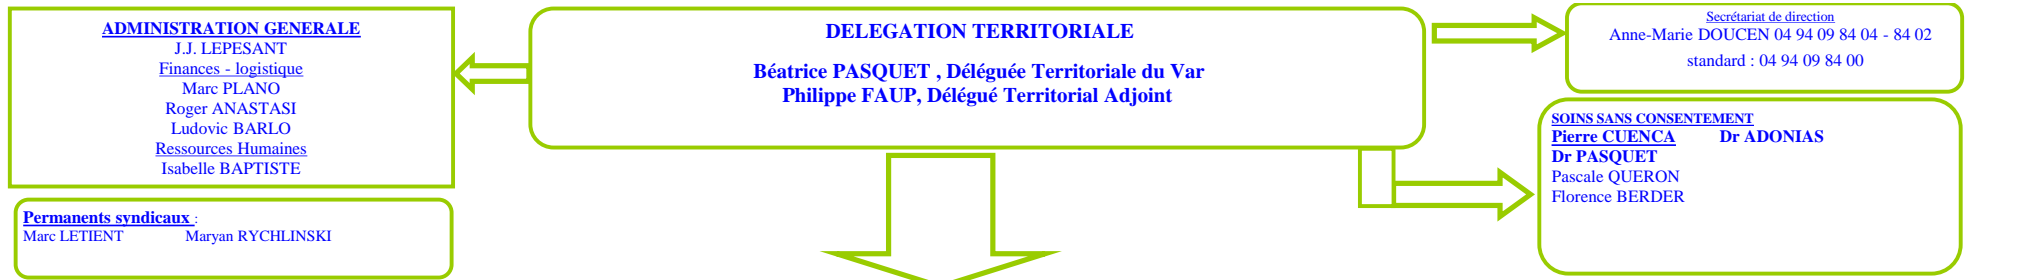 ADMINISTRATION GENERALE
J.J. LEPESANT
Finances - logistique
Marc PLANO
Roger ANASTASI
Ludovic BARLO
Ressources Humaines
Isabelle BAPTISTE
Permanents syndicaux :
Marc LETIENT Maryan RYCHLINSKI
DELEGATION TERRITORIALE
Béatrice PASQUET , Déléguée Territoriale du Var
Philippe FAUP, Délégué Territorial Adjoint
Secrétariat de direction
Anne-Marie DOUCEN 04 94 09 84 04 - 84 02
standard : 04 94 09 84 00
SOINS SANS CONSENTEMENT
Pierre CUENCA Dr ADONIAS
Dr PASQUET
Pascale QUERON
Florence BERDER